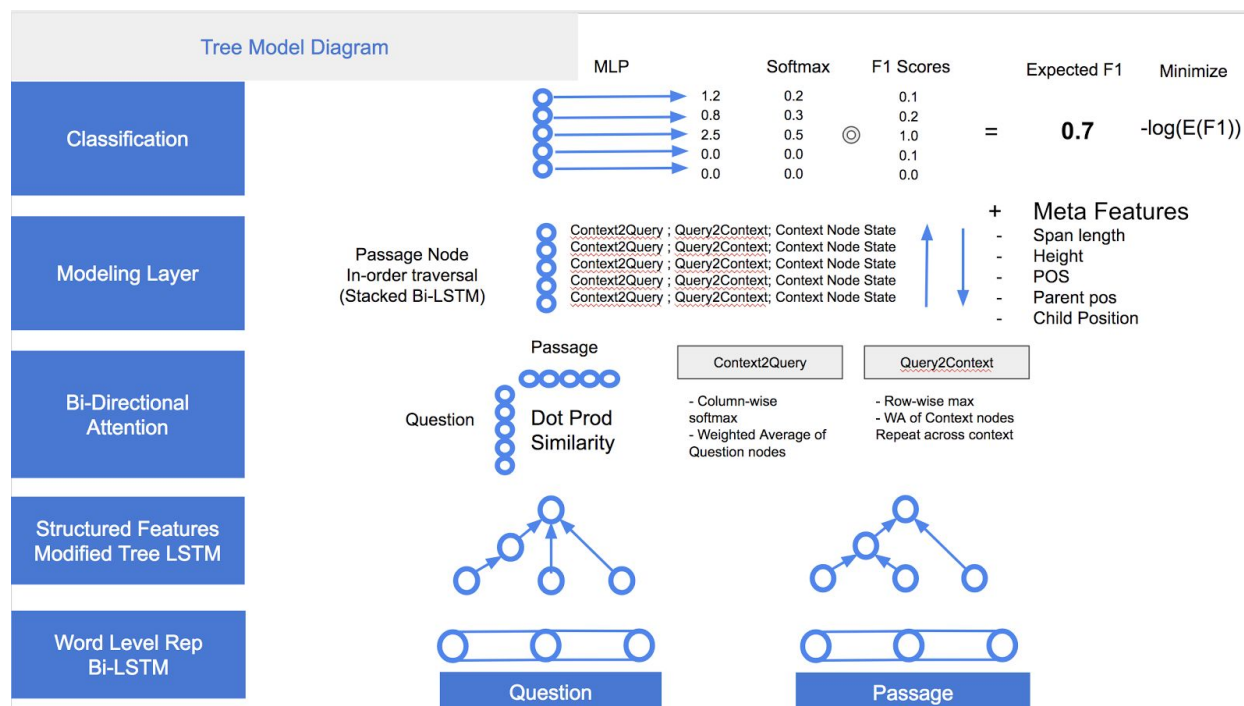 Tree Model Diagram
Classification
MLP
Softmax
F1 Scores
Expected F1
Minimize
1.2 0.2 0.1
0.8 0.3 0.2
2.5 0.5 1.0
0.0 0.0 0.1
0.0 0.0 0.0
=
0.7
-log(E(F1))
Modeling Layer
Passage Node
In-order traversal
(Stacked Bi-LSTM)
Context2Query ; Query2Context; Context Node State
Context2Query ; Query2Context; Context Node State
Context2Query ; Query2Context; Context Node State
Context2Query ; Query2Context; Context Node State
Context2Query ; Query2Context; Context Node State
+ Meta Features
- Span length
- Height
- POS
- Parent pos
- Child Position
Bi-Directional
Attention
Passage
Question
Dot Prod
Similarity
Context2Query
- Column-wise
softmax
- Weighted Average of
Question nodes
Query2Context
- Row-wise max
- WA of Context nodes
Repeat across context
Structured Features
Modified Tree LSTM
Word Level Rep
Bi-LSTM
Question
Passage